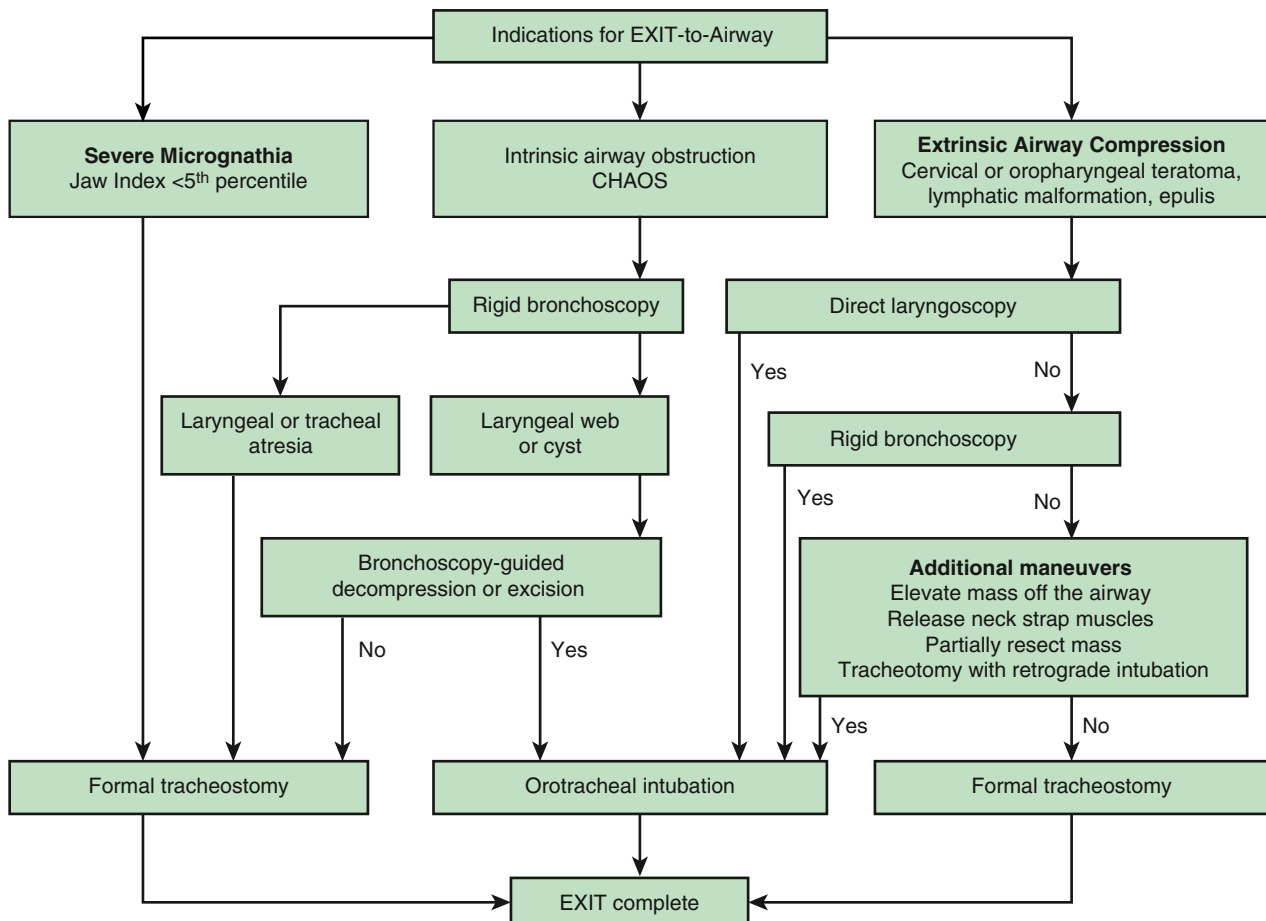 Indications for EXIT-to-Airway
Severe Micrognathia
Jaw Index <5th percentile
Intrinsic airway obstruction
CHAOS
Extrinsic Airway Compression
Cervical or oropharyngeal teratoma,
lymphatic malformation, epulis
Rigid bronchoscopy
Direct laryngoscopy
Yes
No
Laryngeal or tracheal
atresia
Laryngeal web
or cyst
Rigid bronchoscopy
Yes
No
Bronchoscopy-guided
decompression or excision
Additional maneuvers
Elevate mass off the airway
Release neck strap muscles
Partially resect mass
Tracheotomy with retrograde intubation
No
Yes
Yes
No
Formal tracheostomy
Orotracheal intubation
Formal tracheostomy
EXIT complete